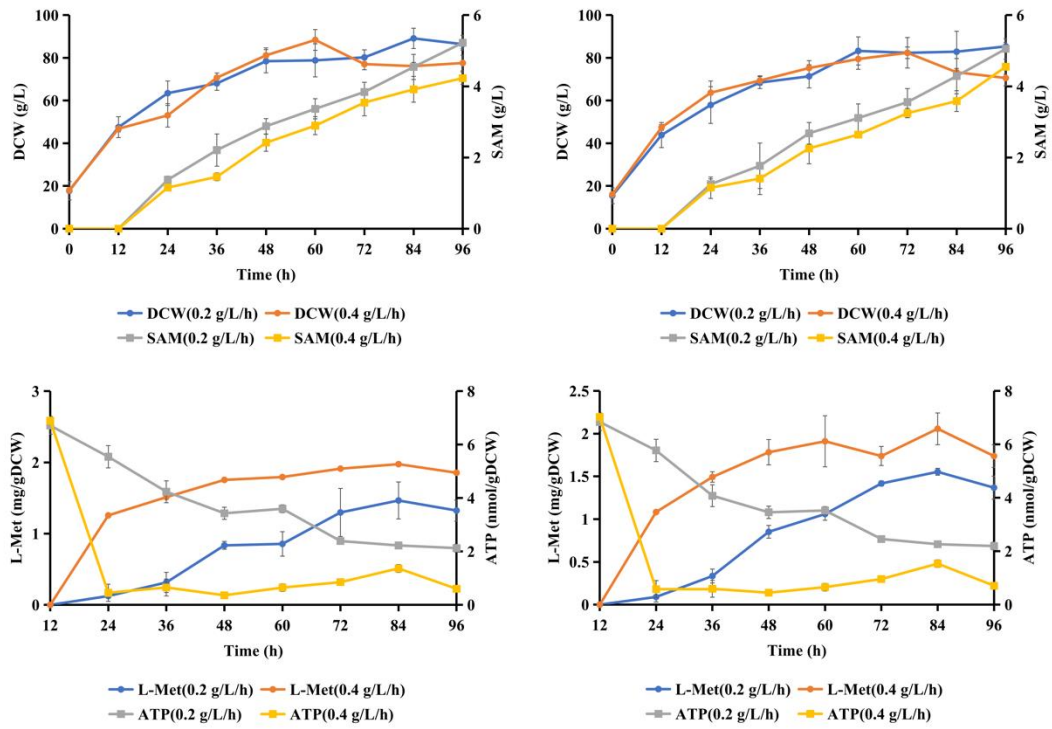 100
80
60
40
20
0
DCW (g/L)
6
4
2
0
SAM (g/L)
0 12 24 36 48 60 72 84 96
Time (h)
DCW(0.2 g/L/h) DCW(0.4 g/L/h)
SAM(0.2 g/L/h) SAM(0.4 g/L/h)
100
80
60
40
20
0
DCW (g/L)
6
4
2
0
SAM (g/L)
0 12 24 36 48 60 72 84 96
Time (h)
DCW(0.2 g/L/h) DCW(0.4 g/L/h)
SAM(0.2 g/L/h) SAM(0.4 g/L/h)
3
2
1
0
L-Met (mg/gDCW)
8
6
4
2
0
ATP (nmol/gDCW)
12 24 36 48 60 72 84 96
Time (h)
L-Met(0.2 g/L/h) L-Met(0.4 g/L/h)
ATP(0.2 g/L/h) ATP(0.4 g/L/h)
2.5
2
1.5
1
0.5
0
L-Met (mg/gDCW)
8
6
4
2
0
ATP (nmol/gDCW)
12 24 36 48 60 72 84 96
Time (h)
L-Met(0.2 g/L/h) L-Met(0.4 g/L/h)
ATP(0.2 g/L/h) ATP(0.4 g/L/h)